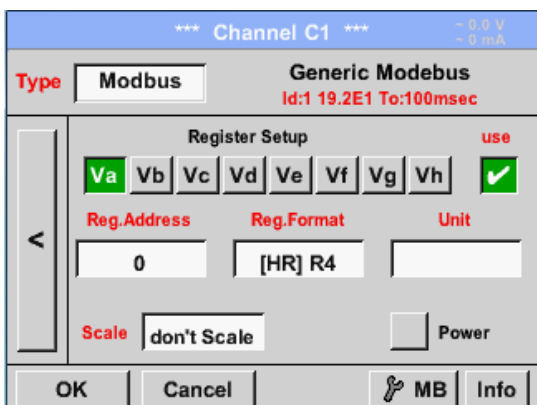 *** Channel C1 ***
~ 0.0 V
~ 0 mA
Type
Modbus
Generic Modebus
Id:1 19.2E1 To:100msec
Register Setup
use
Va Vb Vc Vd Ve Vf Vg Vh
<
Reg.Address Reg.Format Unit
0 [HR] R4
Scale don't Scale Power
OK Cancel MB Info